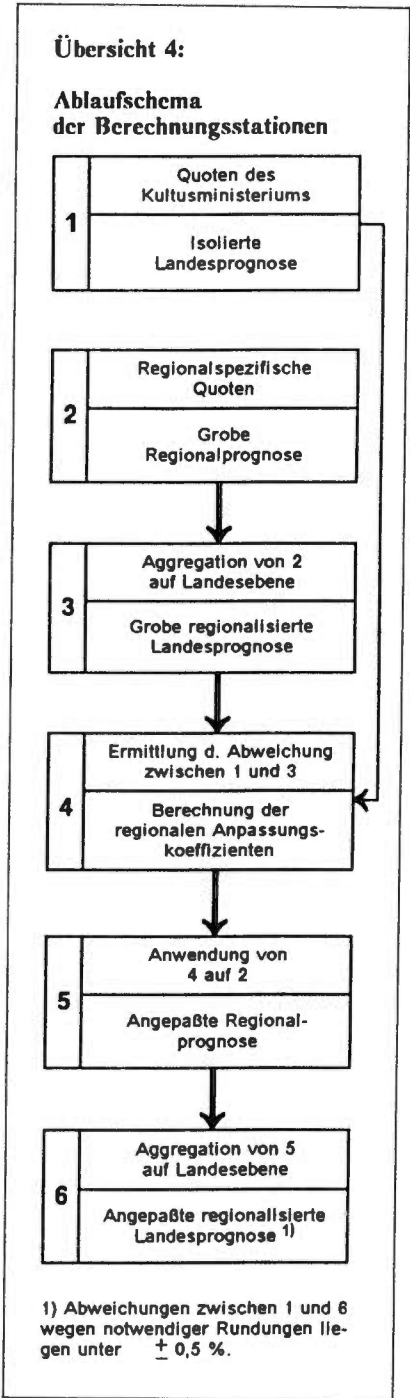 Übersicht 4:
Ablaufschema
der Berechnungsstationen
1
Quoten des
Kultusministeriums
Isolierte
Landesprognose
2
Regionalspezifische
Quoten
Grobe
Regionalprognose
3
Aggregation von 2
auf Landesebene
Grobe regionalisierte
Landesprognose
4
Ermittlung d. Abweichung
zwischen 1 und 3
Berechnung der
regionalen Anpassungs-
koeffizienten
5
Anwendung von
4 auf 2
Angepaßte Regional-
prognose
6
Aggregation von 5
auf Landesebene
Angepaßte regionalisierte
Landesprognose 1)
1) Abweichungen zwischen 1 und 6
wegen notwendiger Rundungen lie-
gen unter ± 0,5 %.